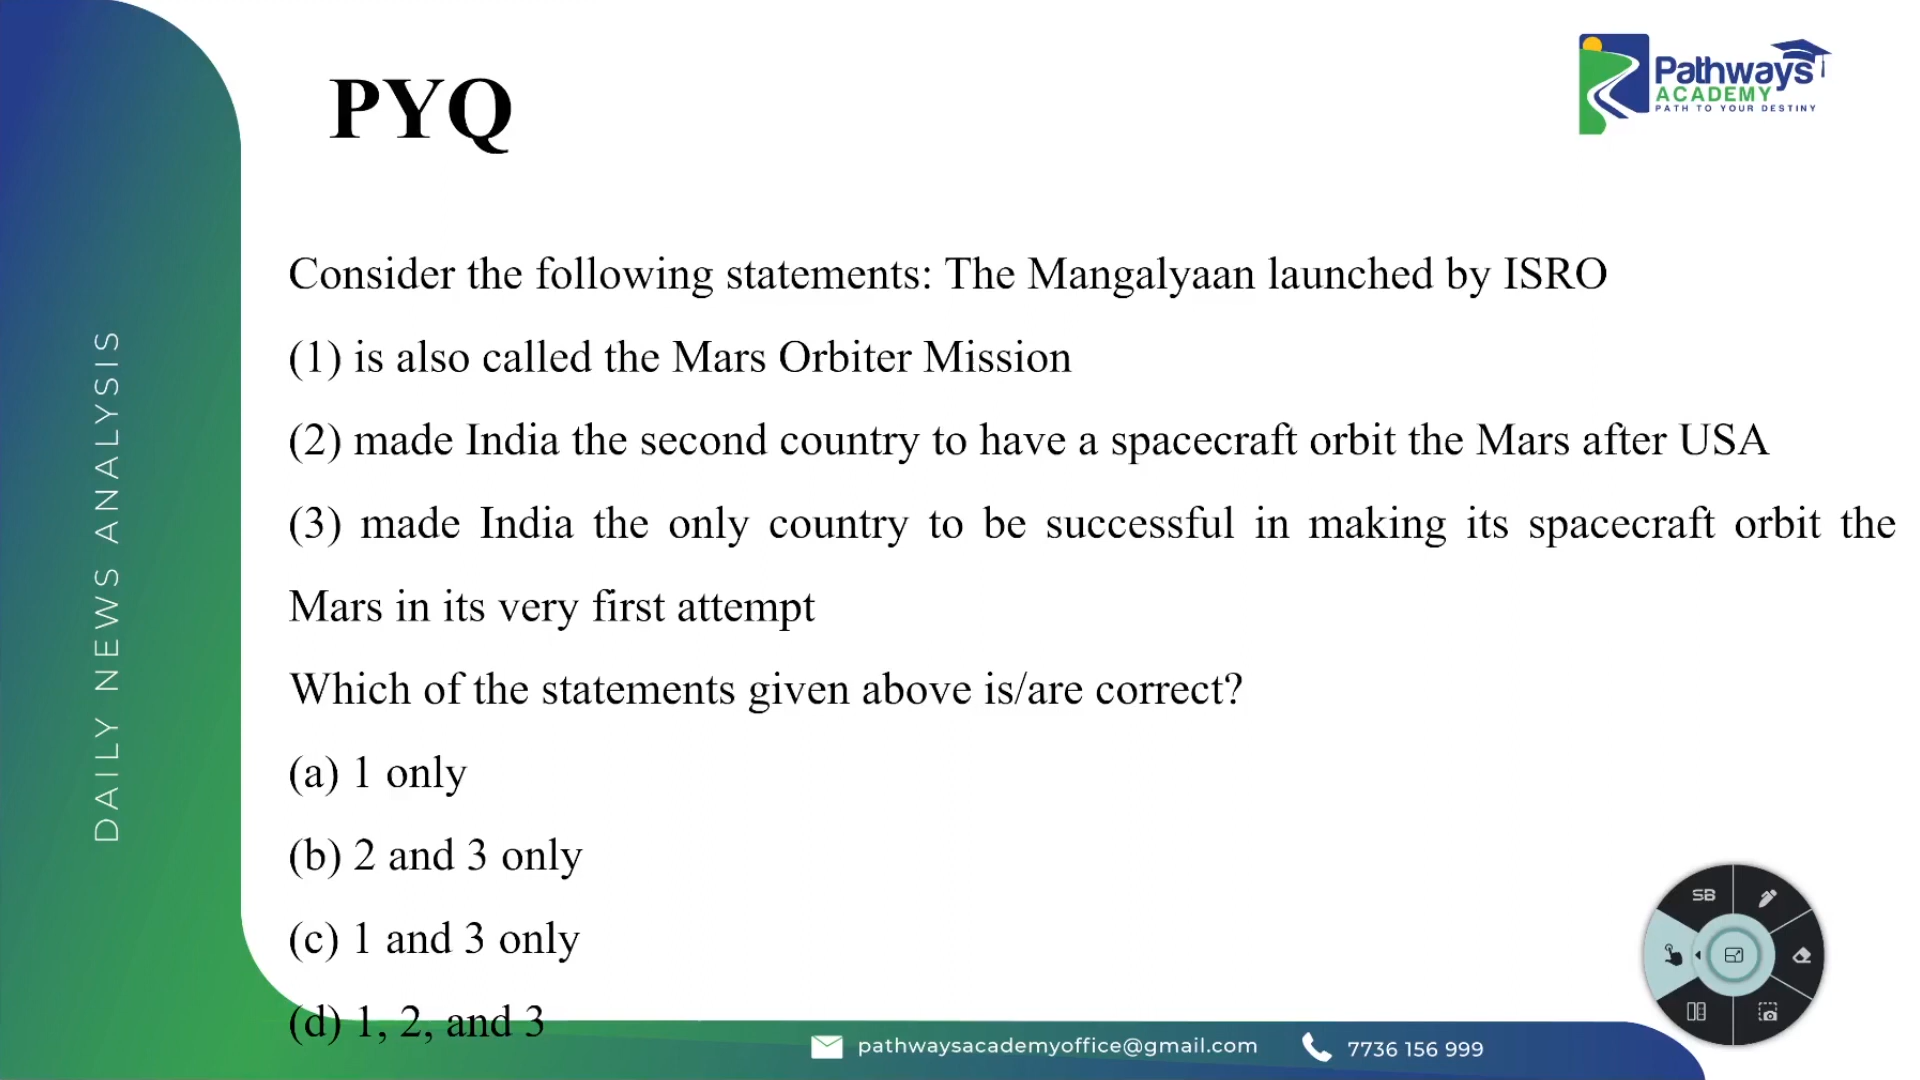 PYQ
Pathways
ACADEMY
PATH TO YOUR DESTINY
DAILY NEWS ANALYSIS
Consider the following statements: The Mangalyaan launched by ISRO
(1) is also called the Mars Orbiter Mission
(2) made India the second country to have a spacecraft orbit the Mars after USA
(3) made India the only country to be successful in making its spacecraft orbit the
Mars in its very first attempt
Which of the statements given above is/are correct?
(a) 1 only
(b) 2 and 3 only
(c) 1 and 3 only
(d) 1, 2, and 3
SB
pathwaysacademyoffice@gmail.com
7736 156 999